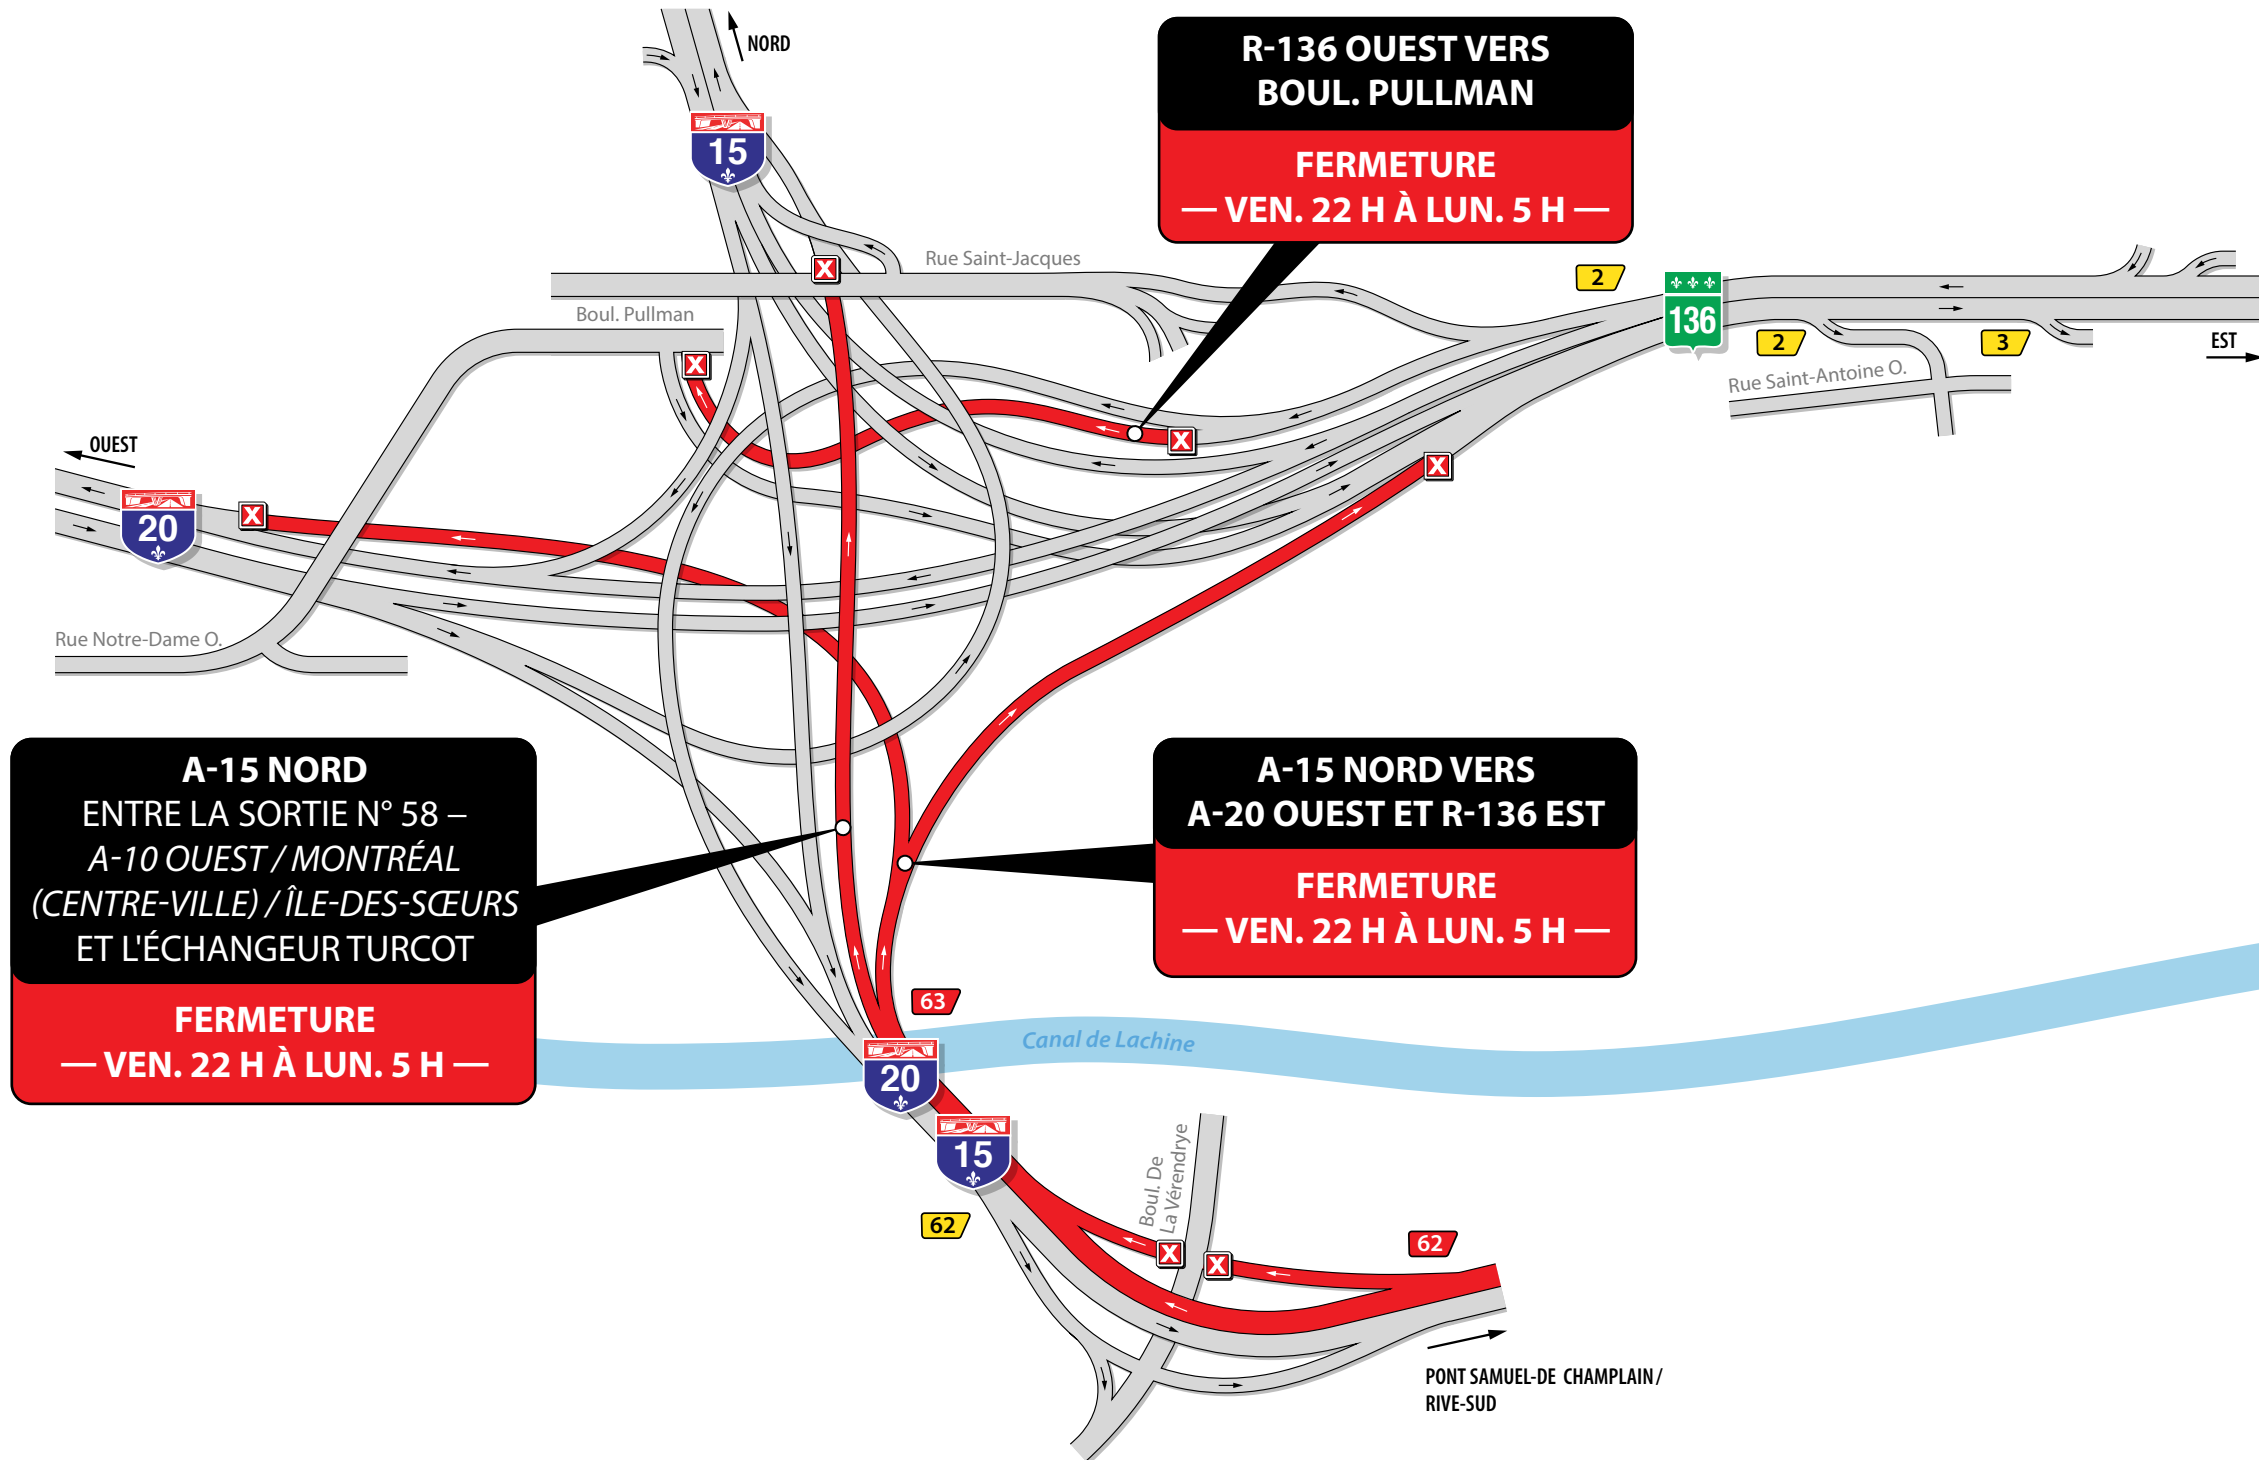 NORD
R-136 OUEST VERS
BOUL. PULLMAN
FERMETURE
— VEN. 22 H À LUN. 5 H —
15
Rue Saint-Jacques
2
136
Boul. Pullman
2
3
EST
Rue Saint-Antoine O.
OUEST
20
Rue Notre-Dame O.
A-15 NORD
ENTRE LA SORTIE N° 58 –
A-10 OUEST / MONTRÉAL
(CENTRE-VILLE) / ÎLE-DES-SŒURS
ET L'ÉCHANGEUR TURCOT
FERMETURE
— VEN. 22 H À LUN. 5 H —
A-15 NORD VERS
A-20 OUEST ET R-136 EST
FERMETURE
— VEN. 22 H À LUN. 5 H —
63
Canal de Lachine
20
15
Boul. De
La Vérendrye
62
62
PONT SAMUEL-DE CHAMPLAIN /
RIVE-SUD
X
X
X
X
X
X
X